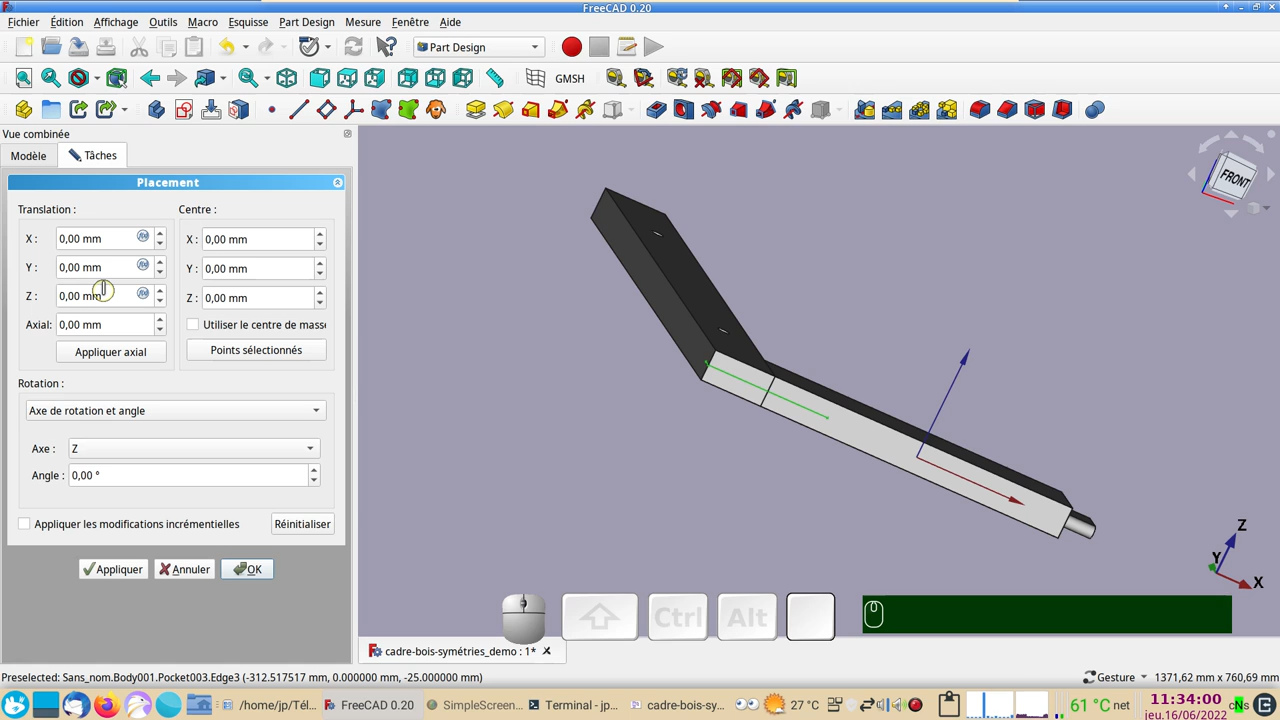 FreeCAD 0.20
Fichier Édition Affichage Outils Macro Esquisse Part Design Mesure Fenêtre Aide
Part Design
GMSH
Vue combinée
Modèle Tâches
Placement
Translation : Centre :
X : 0,00 mm X : 0,00 mm
Y : 0,00 mm Y : 0,00 mm
Z : 0,00 mm Z : 0,00 mm
Axial: 0,00 mm Utiliser le centre de masse
Appliquer axial Points sélectionnés
Rotation :
Axe de rotation et angle
Axe : Z
Angle : 0,00 °
Appliquer les modifications incrémentielles Réinitialiser
Appliquer Annuler OK
FRONT
Z
Y
X
Ctrl Alt
cadre-bois-symétries_demo : 1*
Preselected: Sans_nom.Body001.Pocket003.Edge3 (-312.517517 mm, 0.000000 mm, -25.000000 mm) Gesture 1371,62 mm x 760,69 mm
/home/jp/Tél... FreeCAD 0.20 SimpleScreen... Terminal - jp... cadre-bois-sy... 27 °C 61 °C net 11:34:00
jeu.16/06/2022